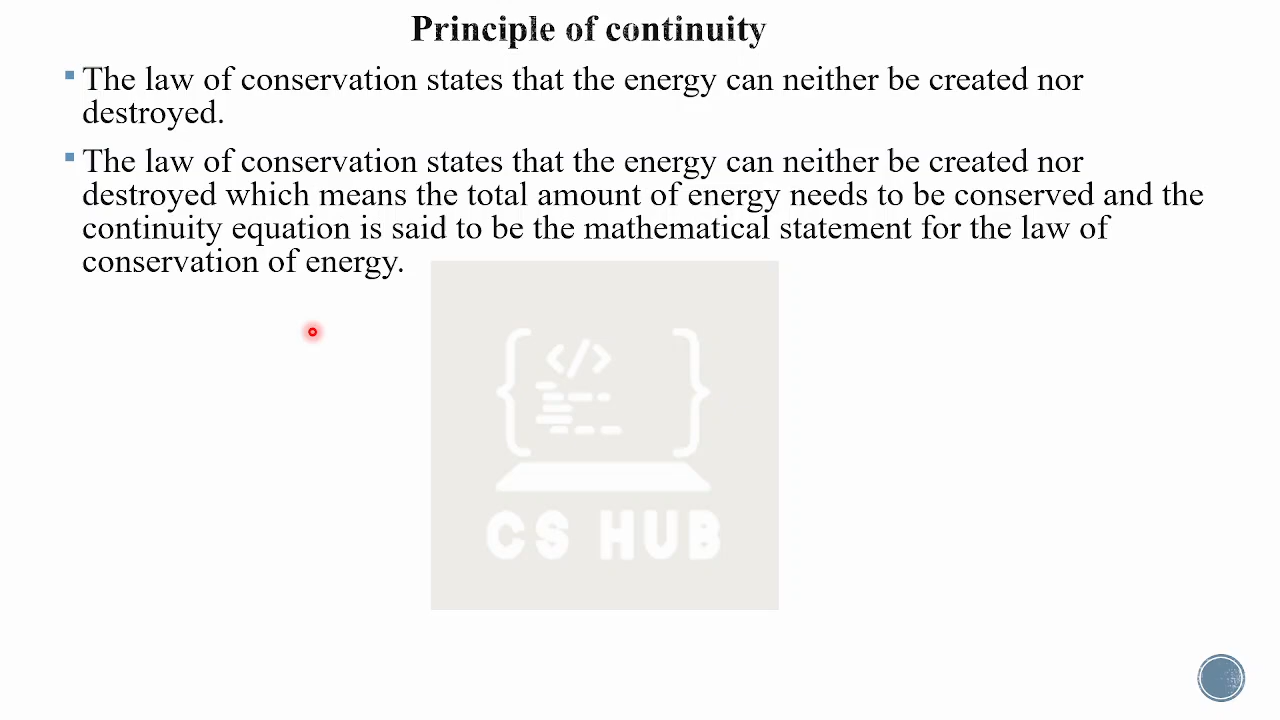 Principle of continuity
The law of conservation states that the energy can neither be created nor
destroyed.
The law of conservation states that the energy can neither be created nor
destroyed which means the total amount of energy needs to be conserved and the
continuity equation is said to be the mathematical statement for the law of
conservation of energy.
</>
CS HUB